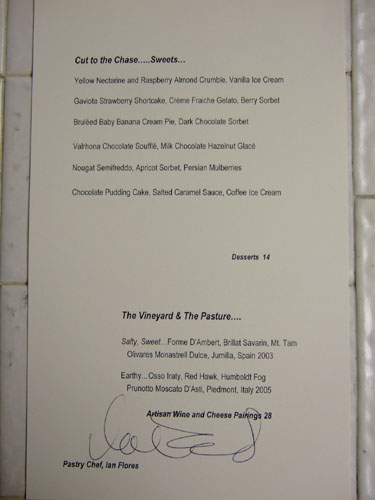 Cut to the Chase.....Sweets...
Yellow Nectarine and Raspberry Almond Crumble, Vanilla Ice Cream
Gaviota Strawberry Shortcake, Créme Fraiche Gelato, Berry Sorbet
Bruléed Baby Banana Cream Pie, Dark Chocolate Sorbet
Valrhona Chocolate Soufflé, Milk Chocolate Hazelnut Glacé
Nougat Semifreddo, Apricot Sorbet, Persian Mulberries
Chocolate Pudding Cake, Salted Caramel Sauce, Coffee Ice Cream
Desserts 14
The Vineyard & The Pasture....
Salty, Sweet...Forme D'Ambert, Brillat Savarin, Mt. Tam
Olivares Monastrell Dulce, Jumilla, Spain 2003
Earthy...Osso Iraty, Red Hawk, Humboldt Fog
Prunotto Moscato D'Asti, Piedmont, Italy 2005
Artisan Wine and Cheese Pairings 28
Pastry Chef, Ian Flores